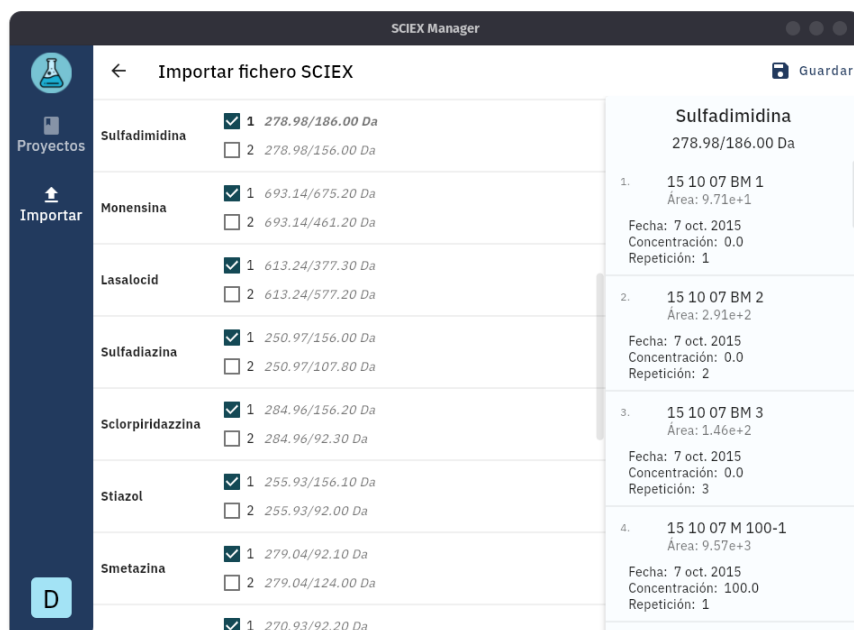 SCIEX Manager
Importar fichero SCIEX
Guardar
Proyectos
Importar
D
Sulfadimidina
1 278.98/186.00 Da
2 278.98/156.00 Da
Monensina
1 693.14/675.20 Da
2 693.14/461.20 Da
Lasalocid
1 613.24/377.30 Da
2 613.24/577.20 Da
Sulfadiazina
1 250.97/156.00 Da
2 250.97/107.80 Da
Sclorpiridazzina
1 284.96/156.20 Da
2 284.96/92.30 Da
Stiazol
1 255.93/156.10 Da
2 255.93/92.00 Da
Smetazina
1 279.04/92.10 Da
2 279.04/124.00 Da
1 270.93/92.20 Da
Sulfadimidina
278.98/186.00 Da
1. 15 10 07 BM 1
Área: 9.71e+1
Fecha: 7 oct. 2015
Concentración: 0.0
Repetición: 1
2. 15 10 07 BM 2
Área: 2.91e+2
Fecha: 7 oct. 2015
Concentración: 0.0
Repetición: 2
3. 15 10 07 BM 3
Área: 1.46e+2
Fecha: 7 oct. 2015
Concentración: 0.0
Repetición: 3
4. 15 10 07 M 100-1
Área: 9.57e+3
Fecha: 7 oct. 2015
Concentración: 100.0
Repetición: 1